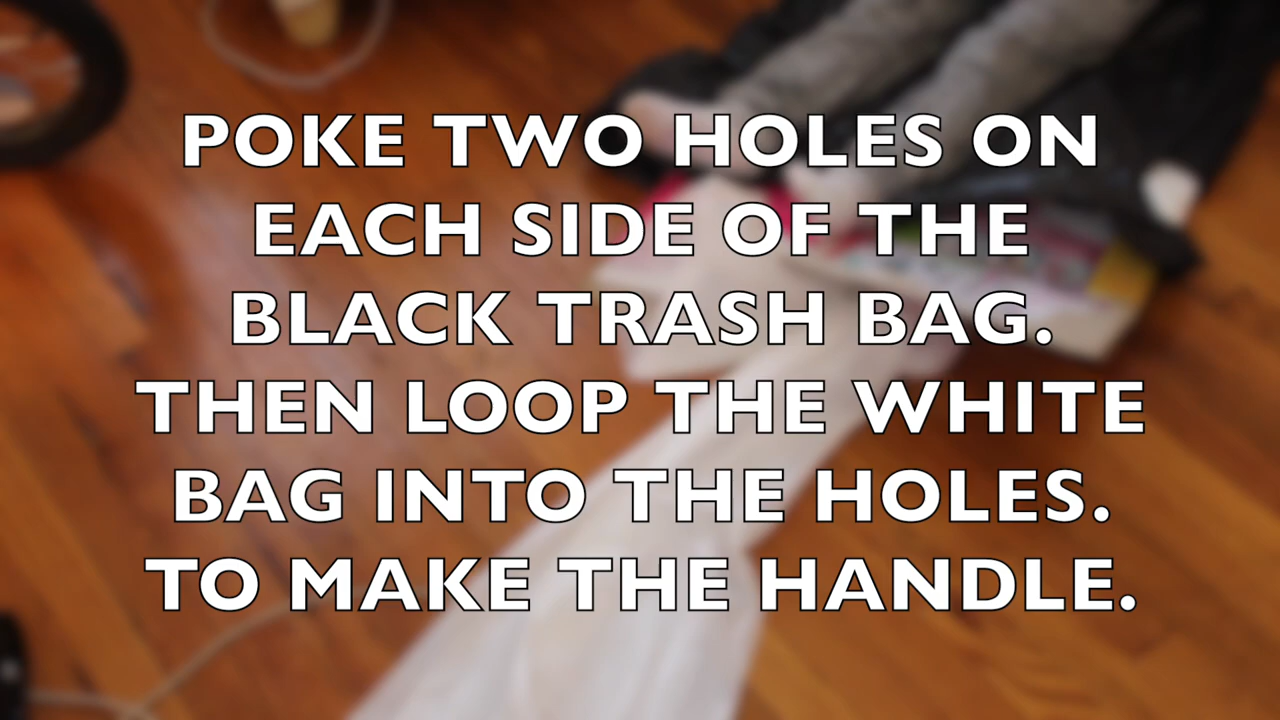 POKE TWO HOLES ON
EACH SIDE OF THE
BLACK TRASH BAG.
THEN LOOP THE WHITE
BAG INTO THE HOLES.
TO MAKE THE HANDLE.